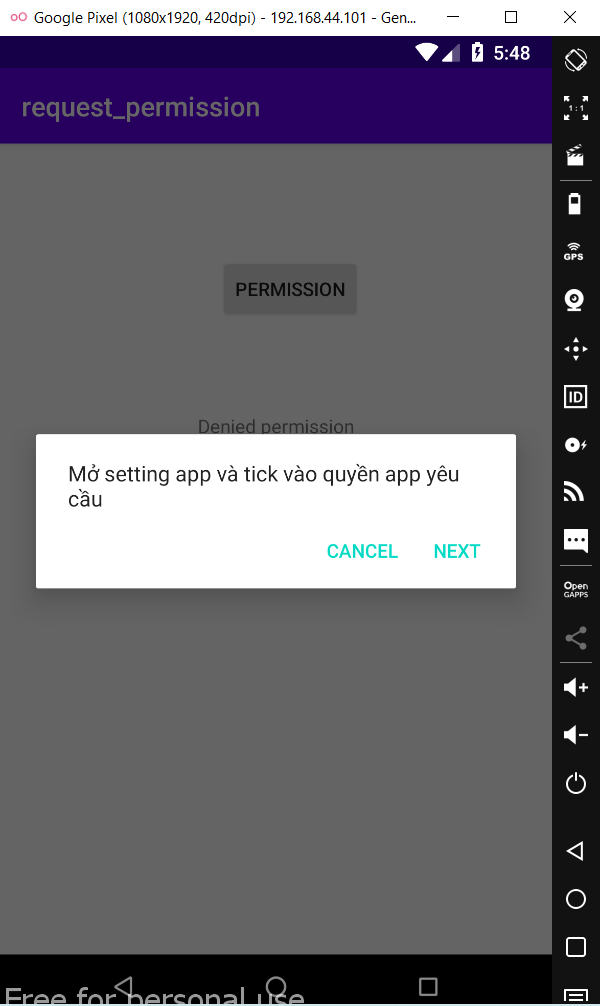 Google Pixel (1080x1920, 420dpi) - 192.168.44.101 - Gen...
5:48
request_permission
1 : 1
GPS
PERMISSION
ID
Denied permission
Mở setting app và tick vào quyền app yêu
cầu
CANCEL NEXT
Open
GAPPS
Free for personal use